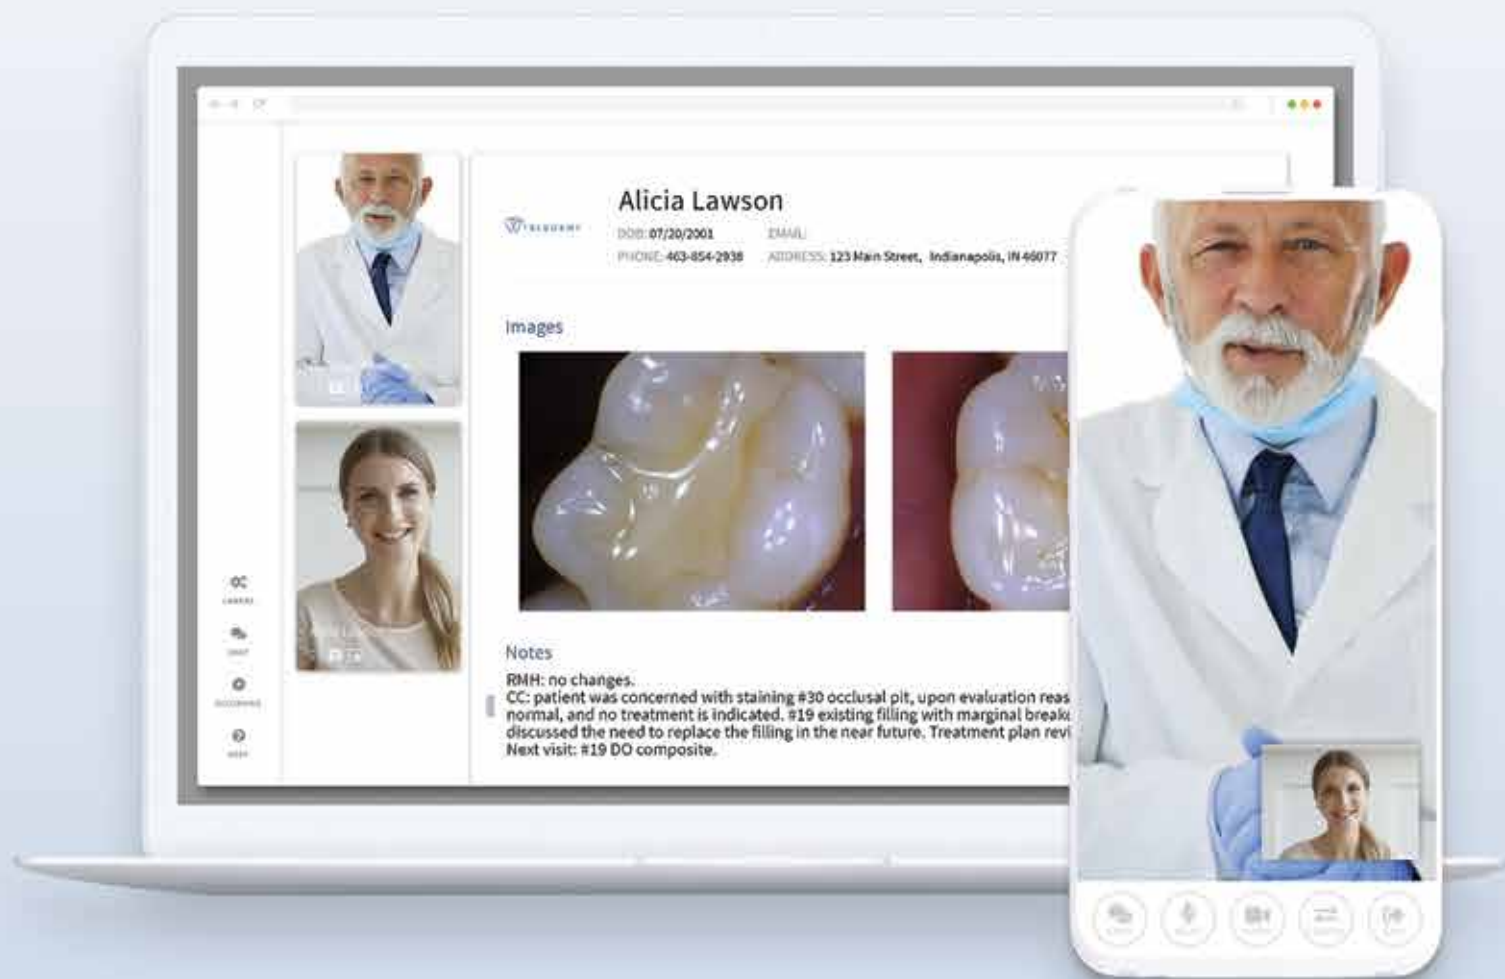 Alicia Lawson
TELEDENT
DOB: 07/20/2001 EMAIL:
PHONE: 463-854-2938 ADDRESS: 123 Main Street, Indianapolis, IN 46077
Images
Notes
RMH: no changes.
CC: patient was concerned with staining #30 occlusal pit, upon evaluation reas
normal, and no treatment is indicated. #19 existing filling with marginal breakd
discussed the need to replace the filling in the near future. Treatment plan revi
Next visit: #19 DO composite.